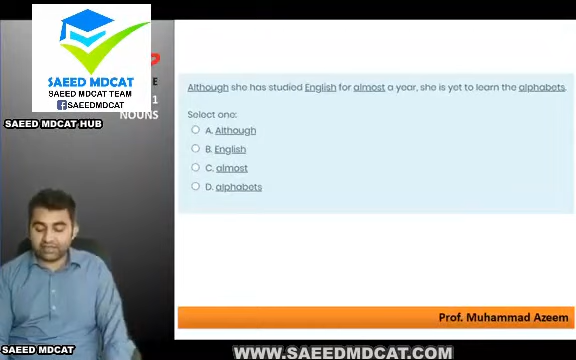 SAEED MDCAT
SAEED MDCAT TEAM
SAEEDMDCAT
?
E
1
NOUNS
SAEED MDCAT HUB
Although she has studied English for almost a year, she is yet to learn the alphabets.
Select one:
A. Although
B. English
C. almost
D. alphabets
Prof. Muhammad Azeem
SAEED MDCAT
WWW.SAEEDMDCAT.COM